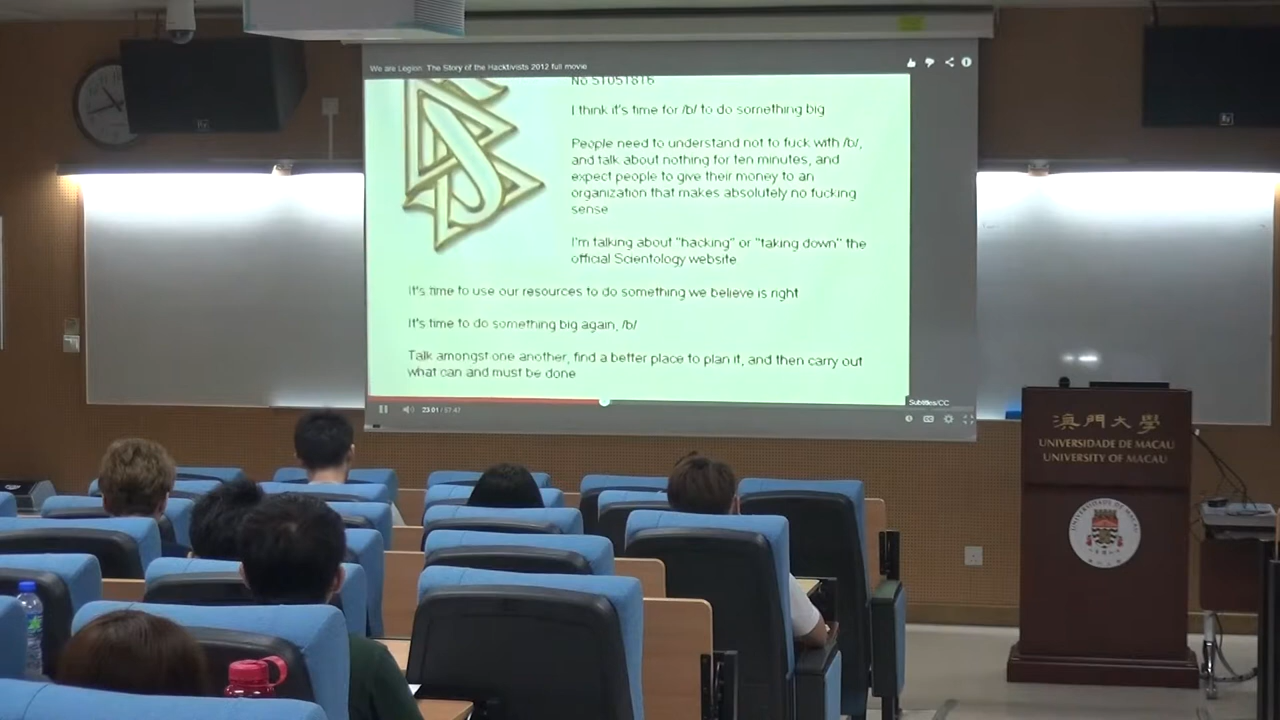 We are Legion: The Story of the Hacktivists 2012 full movie
No.51051816
I think it's time for /b/ to do something big
People need to understand not to fuck with /b/,
and talk about nothing for ten minutes, and
expect people to give their money to an
organization that makes absolutely no fucking
sense
I'm talking about "hacking" or "taking down" the
official Scientology website
It's time to use our resources to do something we believe is right
It's time to do something big again, /b/
Talk amongst one another, find a better place to plan it, and then carry out
what can and must be done
Subtitles/CC
23:01 / 57:47
澳門大學
UNIVERSIDADE DE MACAU
UNIVERSITY OF MACAU